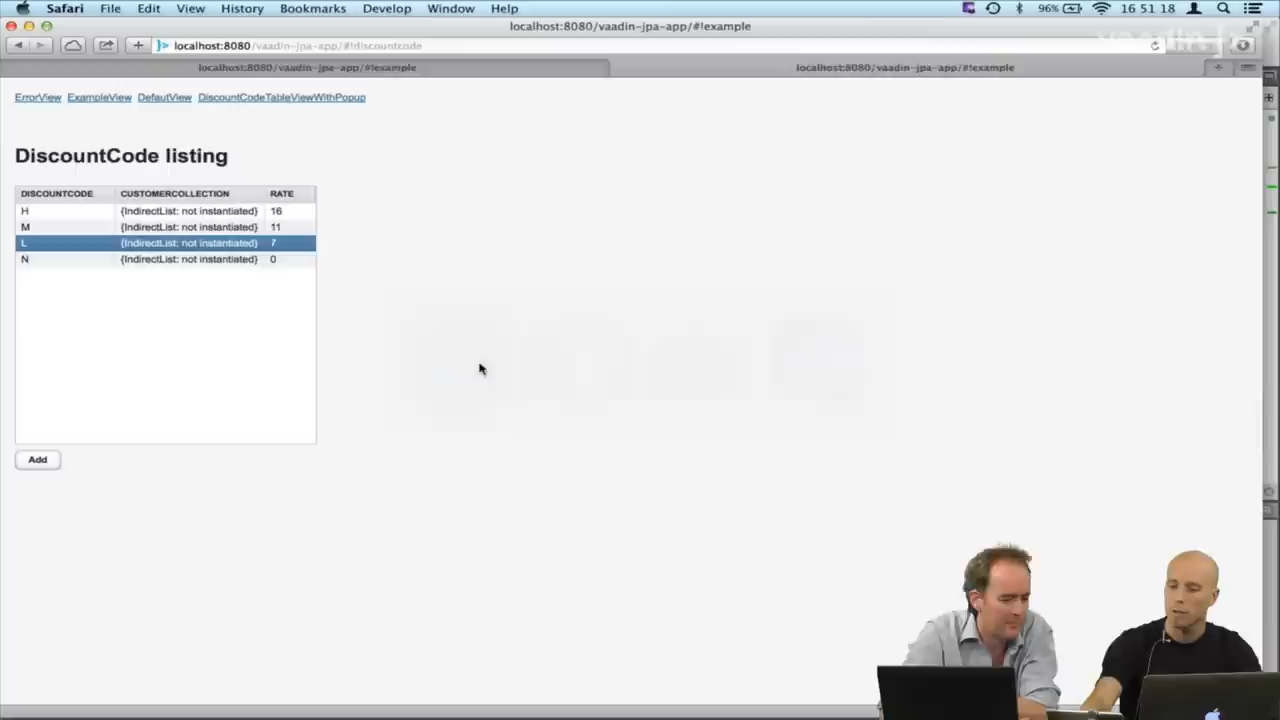 Safari File Edit View History Bookmarks Develop Window Help 96% 16 51 18
localhost:8080/vaadin-jpa-app/#!example
localhost:8080/vaadin-jpa-app/#!discountcode
localhost:8080/vaadin-jpa-app/#!example localhost:8080/vaadin-jpa-app/#!example
ErrorView ExampleView DefautView DiscountCodeTableViewWithPopup
DiscountCode listing
DISCOUNTCODE CUSTOMERCOLLECTION RATE
H {IndirectList: not instantiated} 16
M {IndirectList: not instantiated} 11
L {IndirectList: not instantiated} 7
N {IndirectList: not instantiated} 0
Add